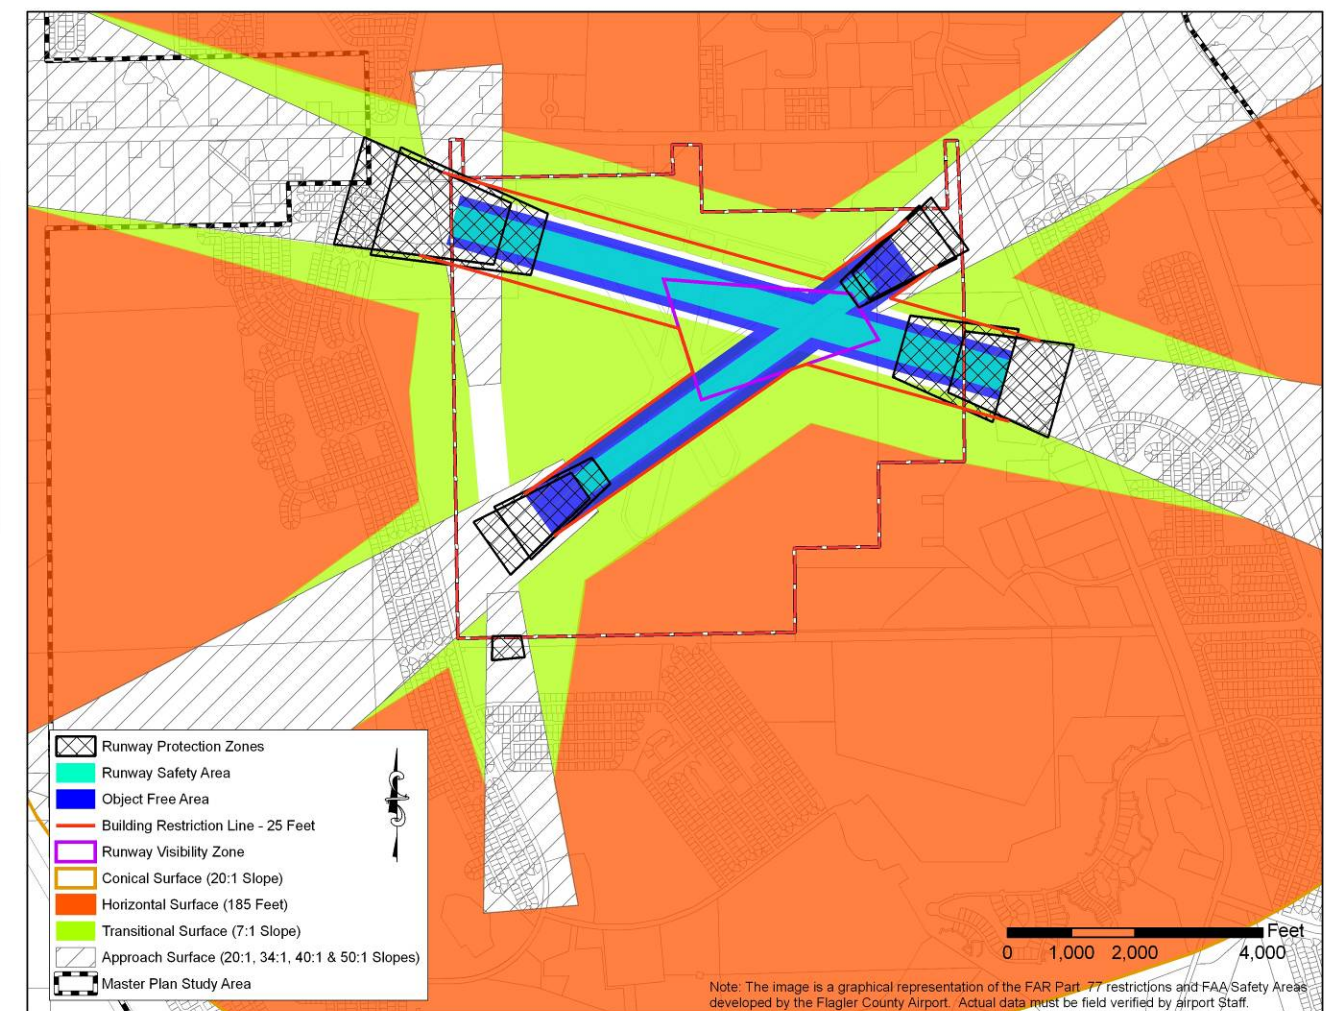 Runway Protection Zones
Runway Safety Area
Object Free Area
Building Restriction Line - 25 Feet
Runway Visibility Zone
Conical Surface (20:1 Slope)
Horizontal Surface (185 Feet)
Transitional Surface (7:1 Slope)
Approach Surface (20:1, 34:1, 40:1 & 50:1 Slopes)
Master Plan Study Area
Feet
0 1,000 2,000 4,000
Note: The image is a graphical representation of the FAR Part 77 restrictions and FAA Safety Areas
developed by the Flagler County Airport. Actual data must be field verified by airport Staff.